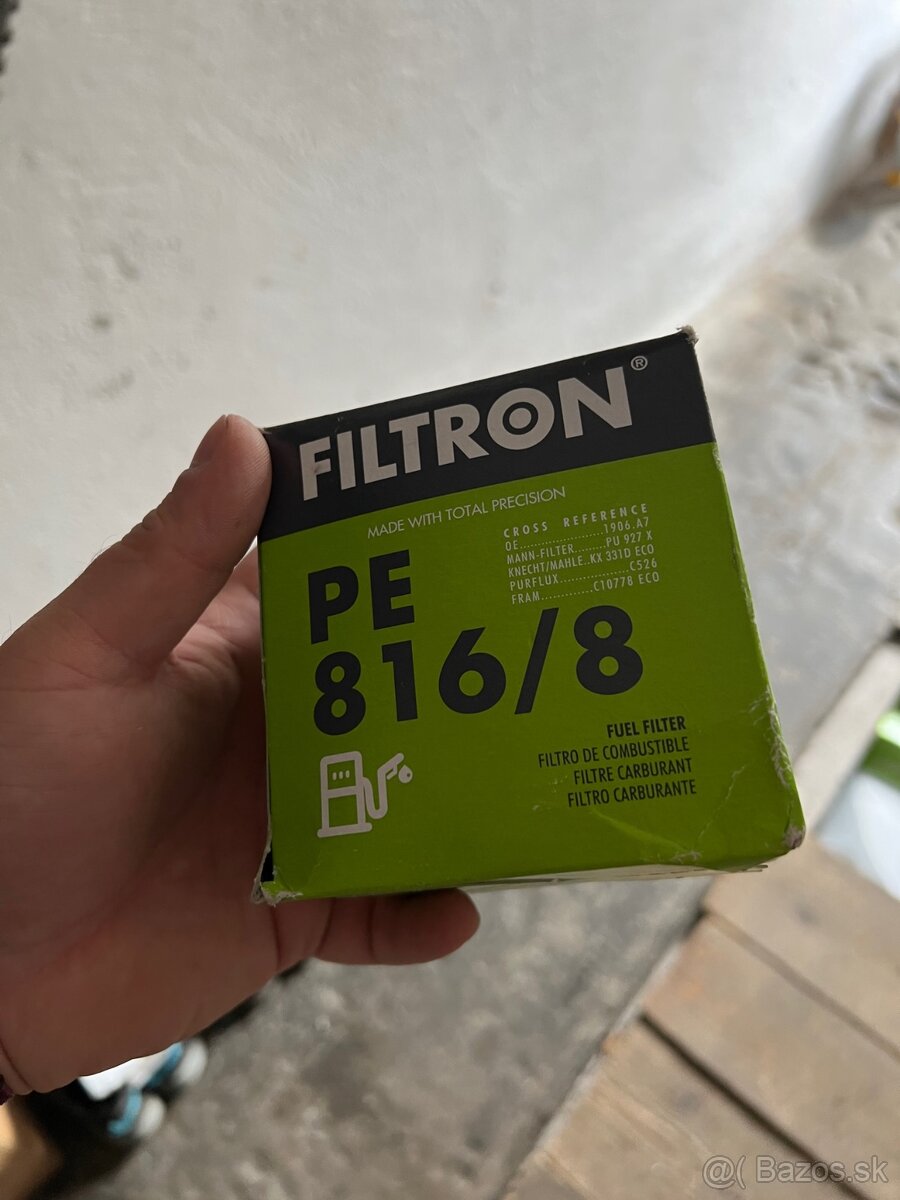 FILTRON®
MADE WITH TOTAL PRECISION
CROSS REFERENCE
OE......................1906.A7
MANN-FILTER........PU 927 X
KNECHT/MAHLE..KX 331D ECO
PURFLUX..................C526
FRAM.............C10778 ECO
PE
816/8
FUEL FILTER
FILTRO DE COMBUSTIBLE
FILTRE CARBURANT
FILTRO CARBURANTE
@( Bazos.sk